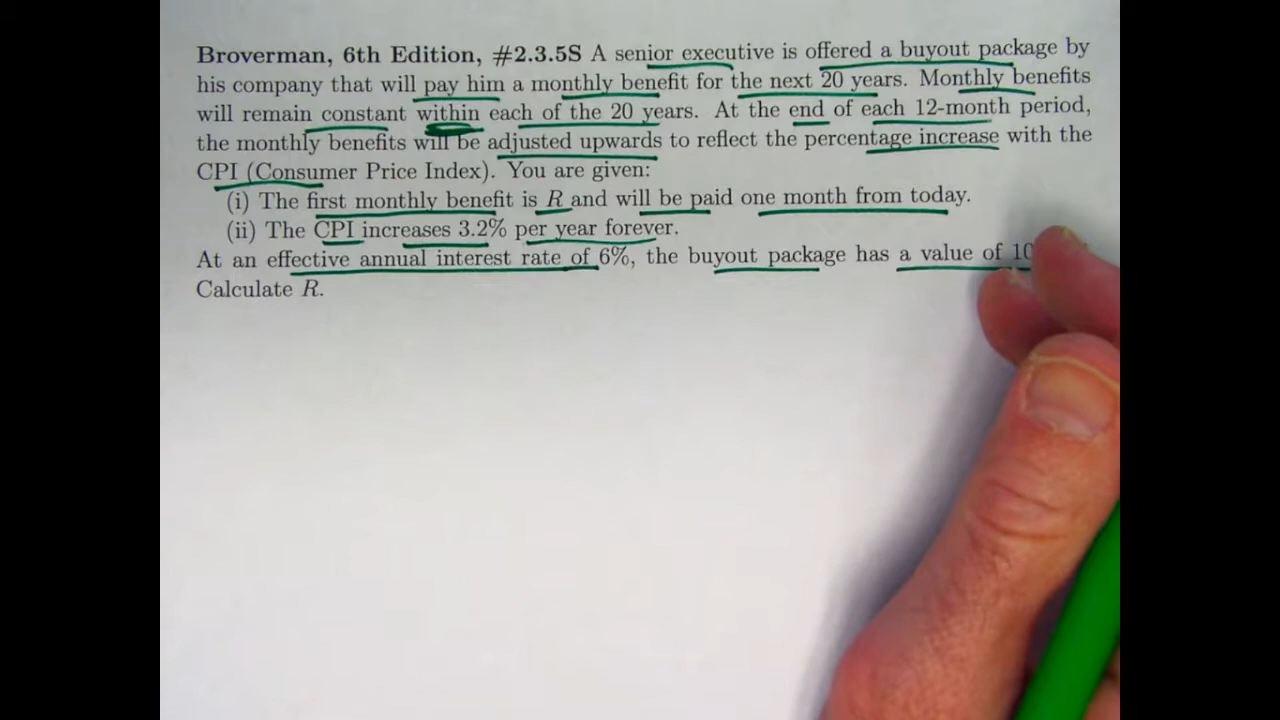 Broverman, 6th Edition, #2.3.5S A senior executive is offered a buyout package by
his company that will pay him a monthly benefit for the next 20 years. Monthly benefits
will remain constant within each of the 20 years. At the end of each 12-month period,
the monthly benefits will be adjusted upwards to reflect the percentage increase with the
CPI (Consumer Price Index). You are given:
(i) The first monthly benefit is R and will be paid one month from today.
(ii) The CPI increases 3.2% per year forever.
At an effective annual interest rate of 6%, the buyout package has a value of 10
Calculate R.